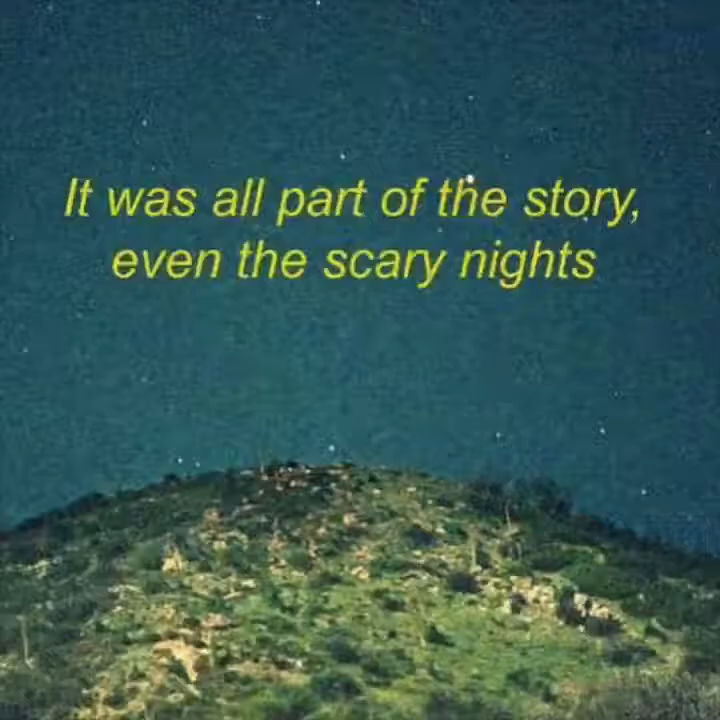 It was all part of the story,
even the scary nights